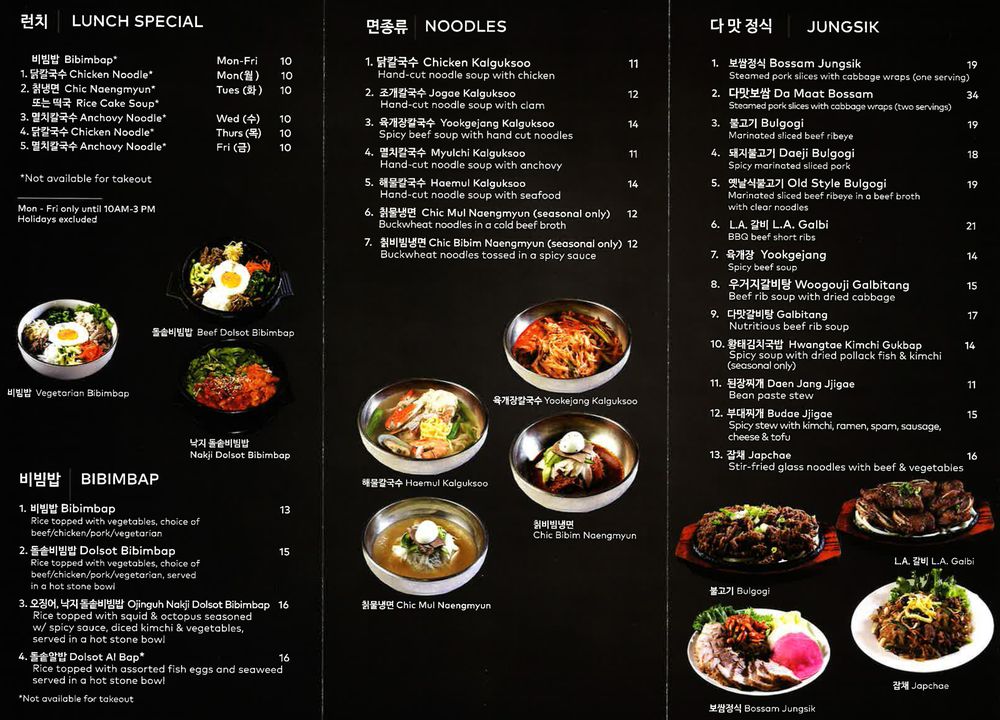 런치 | LUNCH SPECIAL
비빔밥 Bibimbap* Mon-Fri 10
1. 닭칼국수 Chicken Noodle* Mon(월) 10
2. 칡냉면 Chic Naengmyun* Tues (화) 10
또는 떡국 Rice Cake Soup*
3. 멸치칼국수 Anchovy Noodle* Wed (수) 10
4. 닭칼국수 Chicken Noodle* Thurs (목) 10
5. 멸치칼국수 Anchovy Noodle* Fri (금) 10
*Not available for takeout
Mon - Fri only until 10AM-3 PM
Holidays excluded
돌솥비빔밥 Beef Dolsot Bibimbap
비빔밥 Vegetarian Bibimbap
낙지 돌솥비빔밥
Nakji Dolsot Bibimbap
비빔밥 | BIBIMBAP
1. 비빔밥 Bibimbap 13
Rice topped with vegetables, choice of
beef/chicken/pork/vegetarian
2. 돌솥비빔밥 Dolsot Bibimbap 15
Rice topped with vegetables, choice of
beef/chicken/pork/vegetarian, served
in a hot stone bowl
3. 오징어, 낙지 돌솥비빔밥 Ojinguh Nakji Dolsot Bibimbap 16
Rice topped with squid & octopus seasoned
w/ spicy sauce, diced kimchi & vegetables,
served in a hot stone bowl
4. 돌솥알밥 Dolsot Al Bap* 16
Rice topped with assorted fish eggs and seaweed
served in a hot stone bowl
*Not available for takeout
면종류 | NOODLES
1. 닭칼국수 Chicken Kalguksoo 11
Hand-cut noodle soup with chicken
2. 조개칼국수 Jogae Kalguksoo 12
Hand-cut noodle soup with clam
3. 육개장칼국수 Yookgejang Kalguksoo 14
Spicy beef soup with hand cut noodles
4. 멸치칼국수 Myulchi Kalguksoo 11
Hand-cut noodle soup with anchovy
5. 해물칼국수 Haemul Kalguksoo 14
Hand-cut noodle soup with seafood
6. 칡물냉면 Chic Mul Naengmyun (seasonal only) 12
Buckwheat noodles in a cold beef broth
7. 칡비빔냉면 Chic Bibim Naengmyun (seasonal only) 12
Buckwheat noodles tossed in a spicy sauce
육개장칼국수 Yookejang Kalguksoo
해물칼국수 Haemul Kalguksoo
칡비빔냉면
Chic Bibim Naengmyun
칡물냉면 Chic Mul Naengmyun
다 맛 정식 | JUNGSIK
1. 보쌈정식 Bossam Jungsik 19
Steamed pork slices with cabbage wraps (one serving)
2. 다맛보쌈 Da Maat Bossam 34
Steamed pork slices with cabbage wraps (two servings)
3. 불고기 Bulgogi 19
Marinated sliced beef ribeye
4. 돼지불고기 Daeji Bulgogi 18
Spicy marinated sliced pork
5. 옛날식불고기 Old Style Bulgogi 19
Marinated sliced beef ribeye in a beef broth
with clear noodles
6. L.A. 갈비 L.A. Galbi 21
BBQ beef short ribs
7. 육개장 Yookgejang 14
Spicy beef soup
8. 우거지갈비탕 Woogouji Galbitang 15
Beef rib soup with dried cabbage
9. 다맛갈비탕 Galbitang 17
Nutritious beef rib soup
10. 황태김치국밥 Hwangtae Kimchi Gukbap 14
Spicy soup with dried pollack fish & kimchi
(seasonal only)
11. 된장찌개 Daen Jang Jjigae 11
Bean paste stew
12. 부대찌개 Budae Jjigae 15
Spicy stew with kimchi, ramen, spam, sausage,
cheese & tofu
13. 잡채 Japchae 16
Stir-fried glass noodles with beef & vegetables
L.A. 갈비 L.A. Galbi
불고기 Bulgogi
잡채 Japchae
보쌈정식 Bossam Jungsik